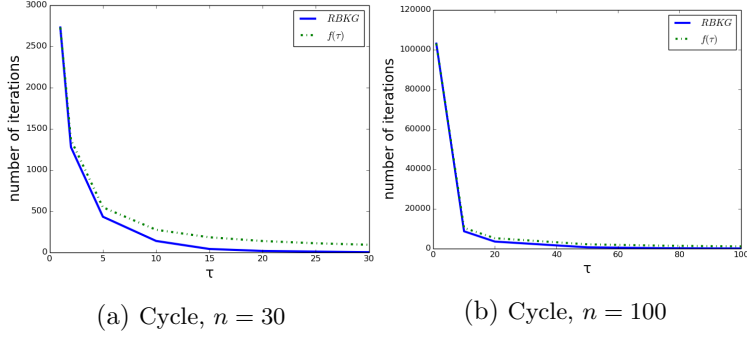 3000
2500
2000
1500
1000
500
0
0 5 10 15 20 25 30
number of iterations
τ
RBKG
f(τ)
(a) Cycle, n = 30
120000
100000
80000
60000
40000
20000
0
0 20 40 60 80 100
number of iterations
τ
RBKG
f(τ)
(b) Cycle, n = 100